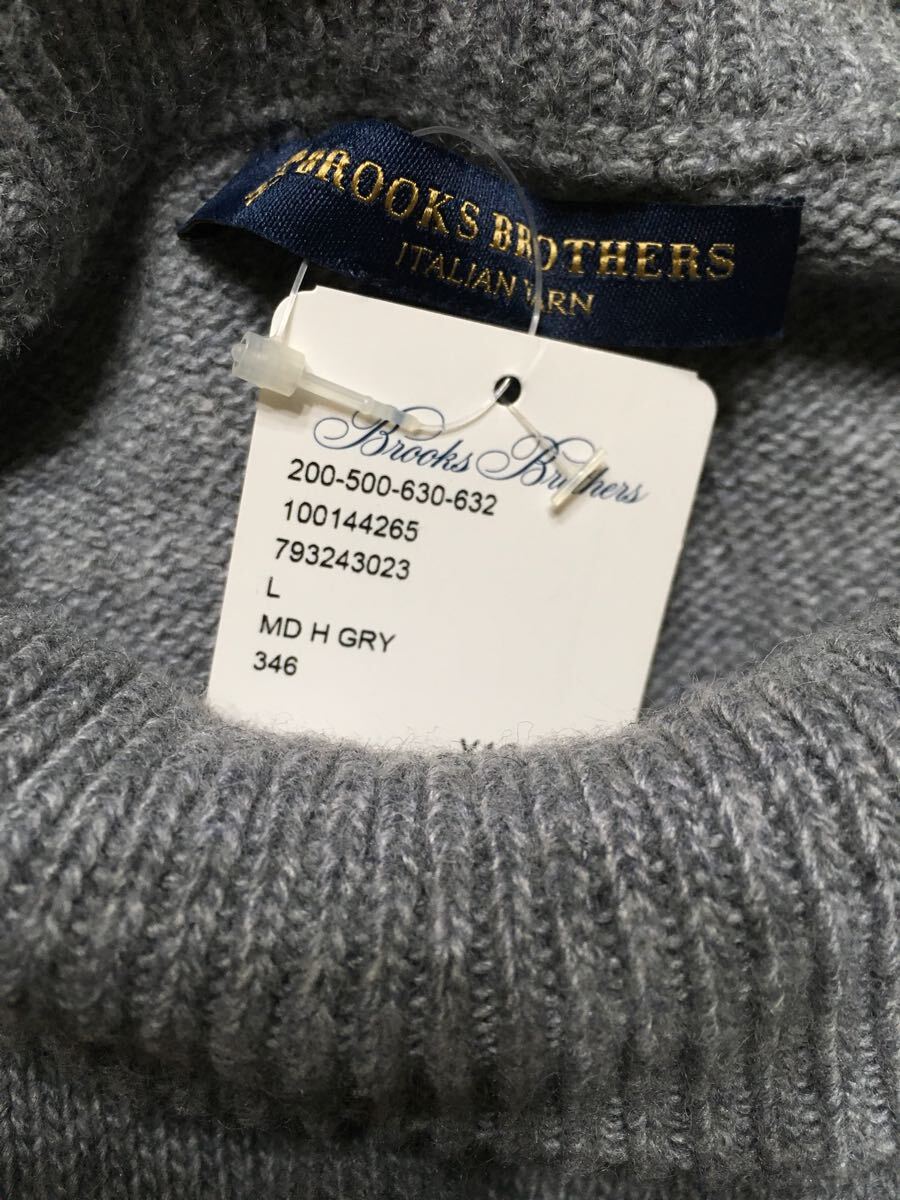 BROOKS BROTHERS
ITALIAN YARN
Brooks Brothers
200-500-630-632
100144265
793243023
L
MD H GRY
346